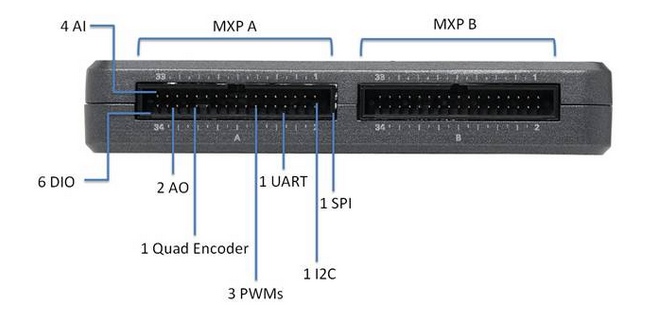 4 AI
MXP A
MXP B
33 1
33 1
34 2
34 2
A
B
6 DIO
2 AO
1 UART
1 SPI
1 Quad Encoder
1 I2C
3 PWMs